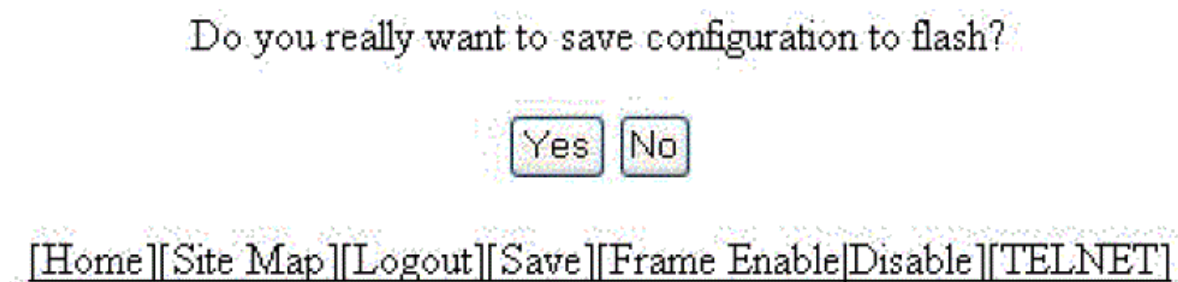 Do you really want to save configuration to flash?
Yes No
[Home][Site Map][Logout][Save][Frame Enable|Disable][TELNET]